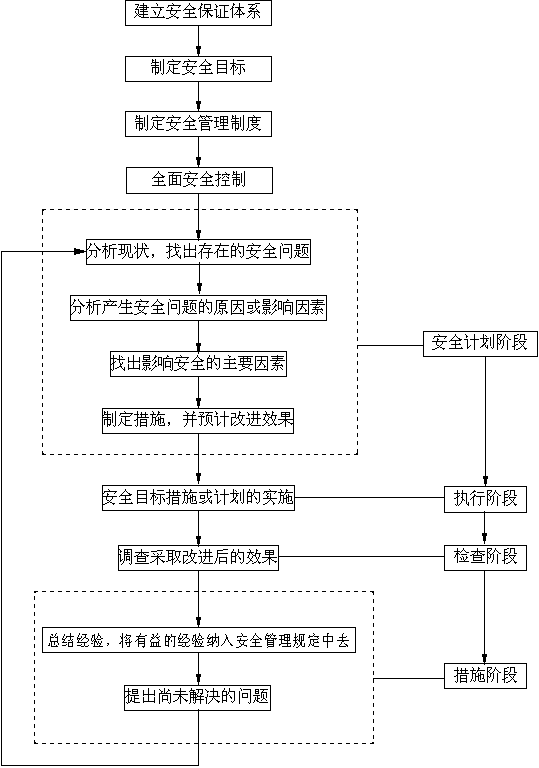 建立安全保证体系
制定安全目标
制定安全管理制度
全面安全控制
分析现状，找出存在的安全问题
分析产生安全问题的原因或影响因素
找出影响安全的主要因素
制定措施，并预计改进效果
安全计划阶段
安全目标措施或计划的实施
执行阶段
调查采取改进后的效果
检查阶段
总结经验，将有益的经验纳入安全管理规定中去
提出尚未解决的问题
措施阶段